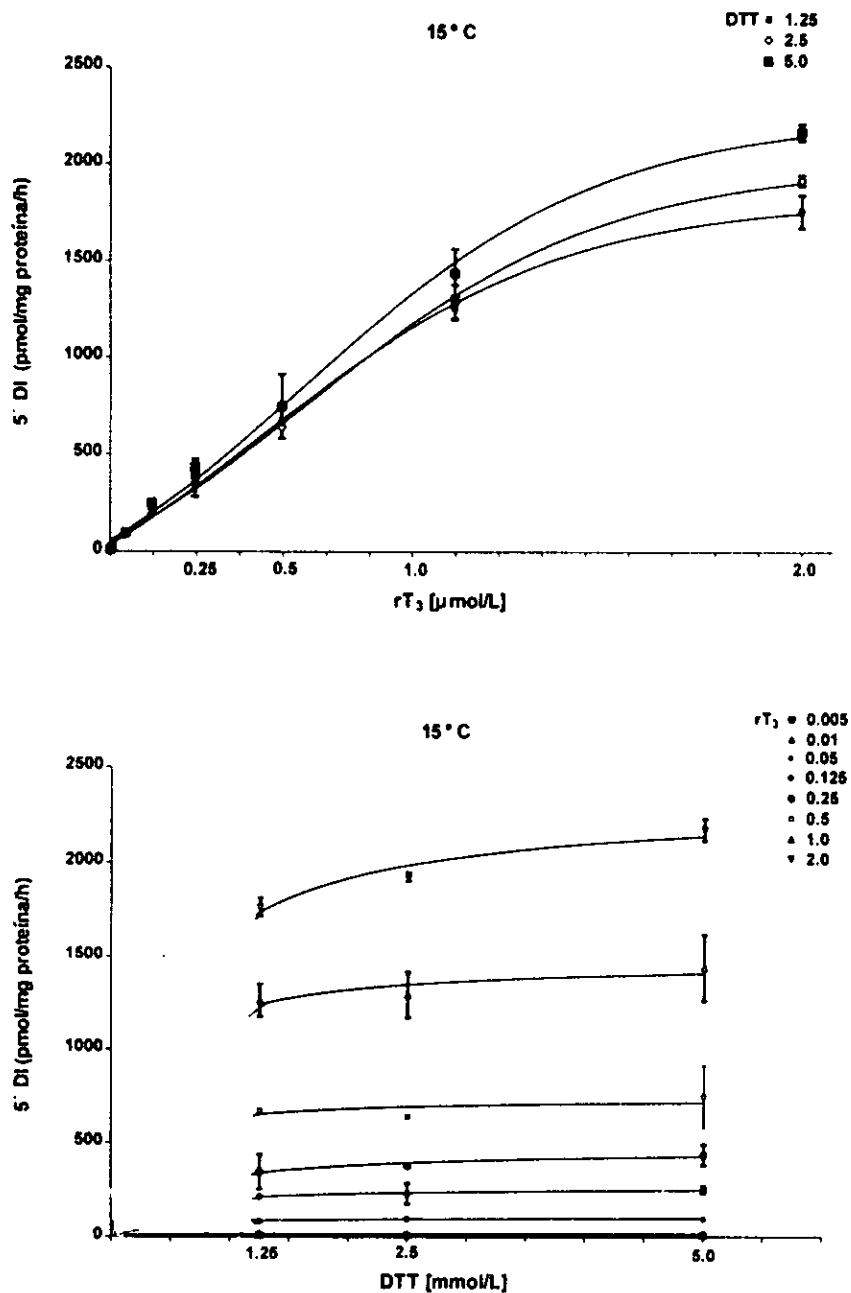 15° C
DTT 1.25
2.5
5.0
2500
2000
1500
1000
500
0
5´ DI (pmol/mg proteína/h)
0.25 0.5 1.0 2.0
rT₃ [µmol/L]
15° C
rT₃ 0.005
0.01
0.05
0.125
0.25
0.5
1.0
2.0
2500
2000
1500
1000
500
0
5´ DI (pmol/mg proteína/h)
1.25 2.5 5.0
DTT [mmol/L]